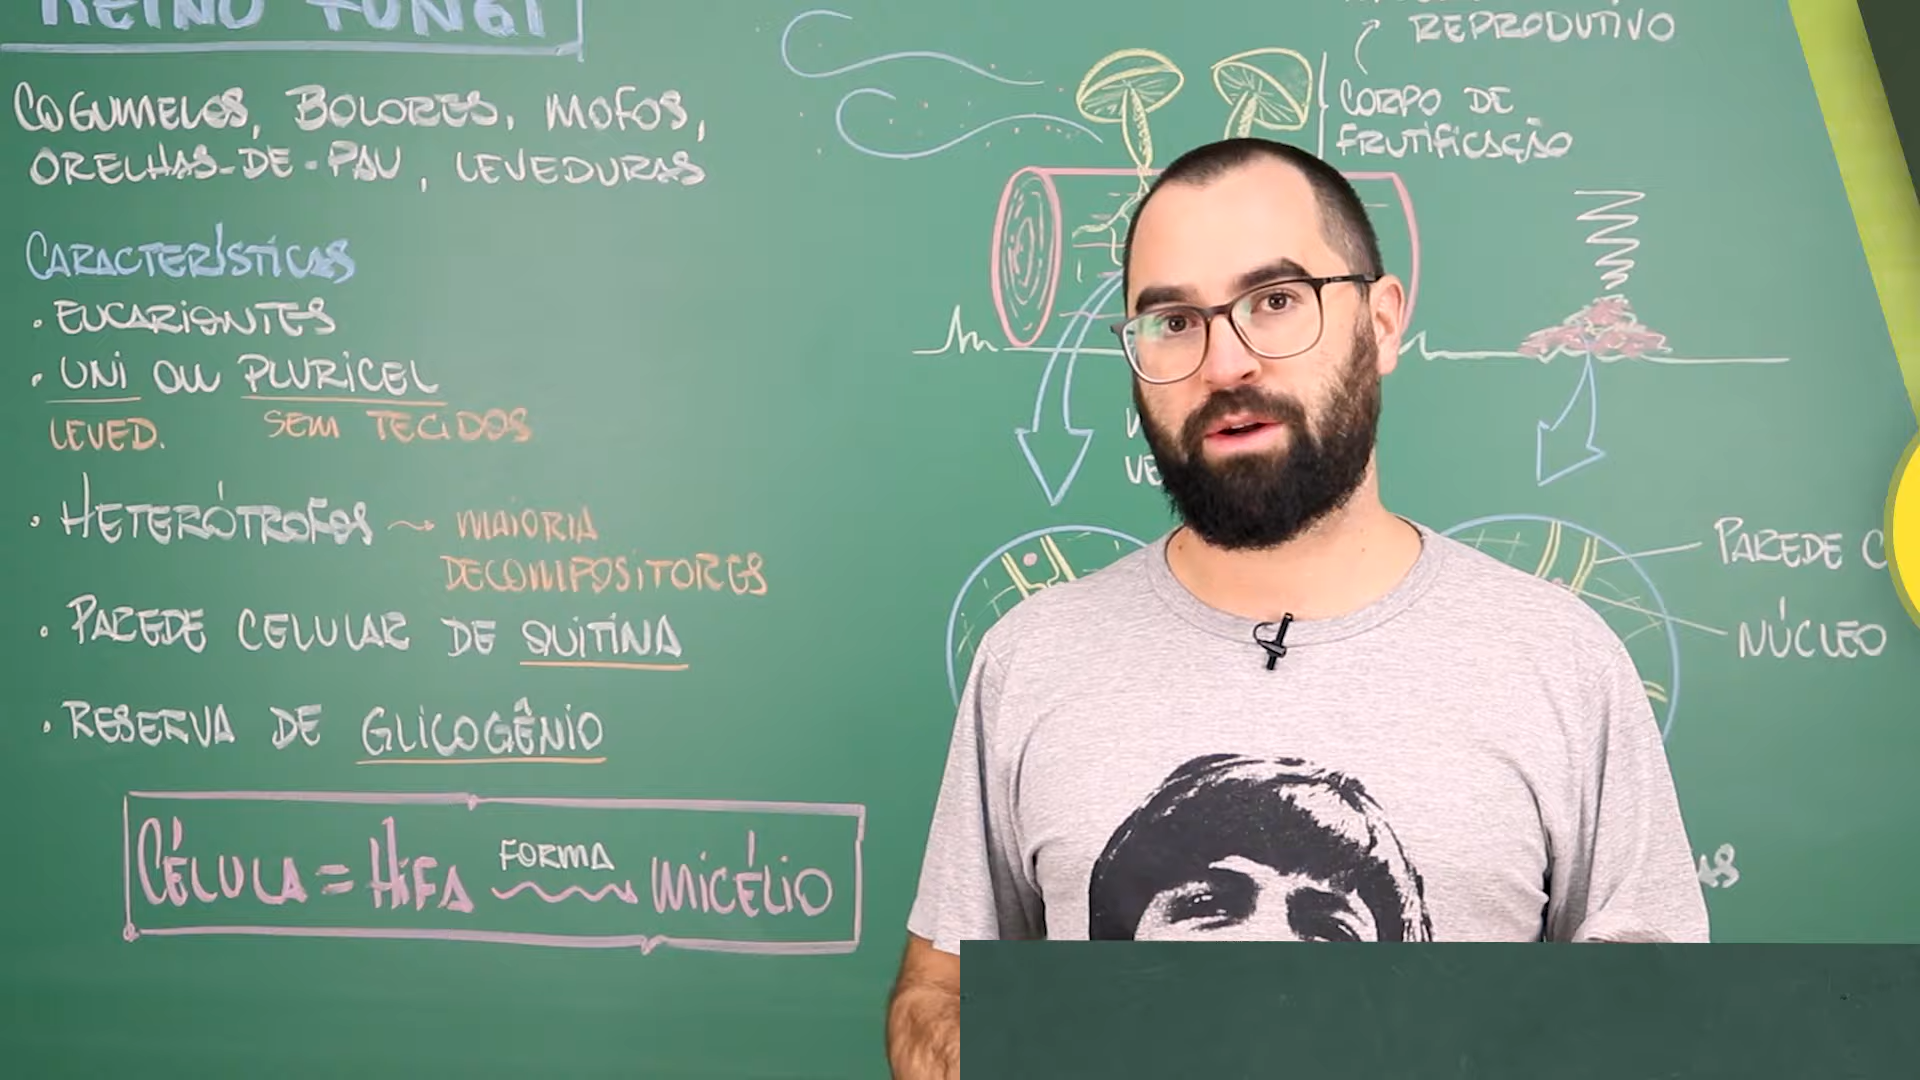 REINO FUNGI
COGUMELOS, BOLORES, MOFOS,
ORELHAS-DE-PAU, LEVEDURAS
CARACTERÍSTICAS
• EUCARIONTES
• UNI OU PLURICEL
LEVED. SEM TECIDOS
• HETERÓTROFOS → MAIORIA
DECOMPOSITORES
• PAREDE CELULAR DE QUITINA
• RESERVA DE GLICOGÊNIO
CÉLULA = HIFA FORMA MICÉLIO
REPRODUTIVO
CORPO DE
FRUTIFICAÇÃO
PAREDE C
NÚCLEO